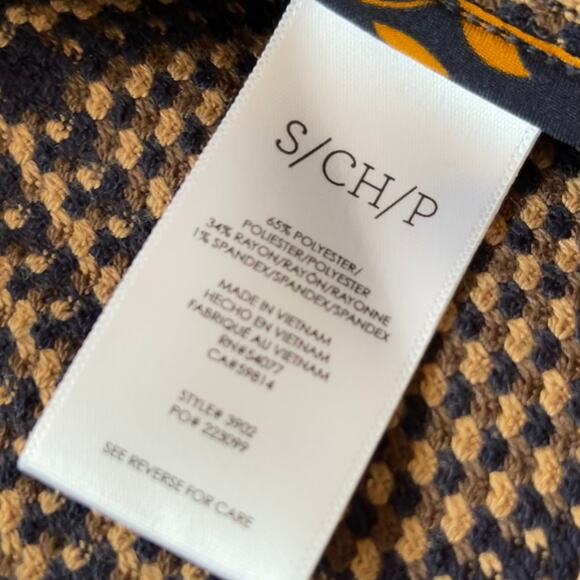 S/CH/P
65% POLYESTER/
POLIESTER/POLYESTER
34% RAYON/RAYÓN/RAYONNE
1% SPANDEX/SPANDEX/SPANDEX
MADE IN VIETNAM
HECHO EN VIETNAM
FABRIQUÉ AU VIETNAM
RN#54077
CA#59814
STYLE# 3902
PO# 223099
SEE REVERSE FOR CARE